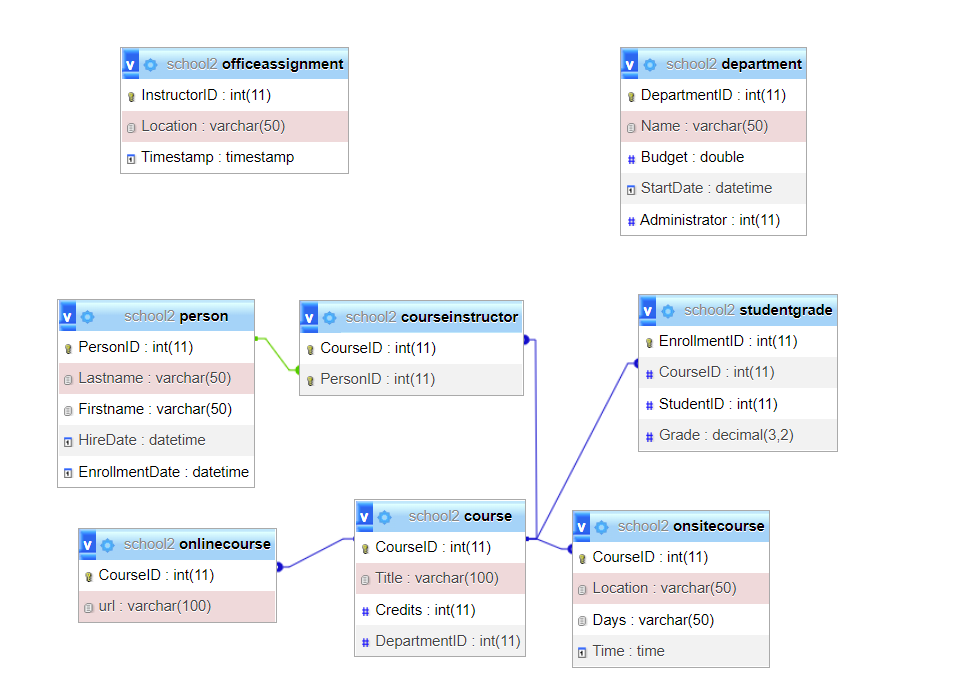 v school2 officeassignment
InstructorID : int(11)
Location : varchar(50)
Timestamp : timestamp
v school2 department
DepartmentID : int(11)
Name : varchar(50)
# Budget : double
StartDate : datetime
# Administrator : int(11)
v school2 person
PersonID : int(11)
Lastname : varchar(50)
Firstname : varchar(50)
HireDate : datetime
EnrollmentDate : datetime
v school2 courseinstructor
CourseID : int(11)
PersonID : int(11)
v school2 studentgrade
EnrollmentID : int(11)
# CourseID : int(11)
# StudentID : int(11)
# Grade : decimal(3,2)
v school2 onlinecourse
CourseID : int(11)
url : varchar(100)
v school2 course
CourseID : int(11)
Title : varchar(100)
# Credits : int(11)
# DepartmentID : int(11)
v school2 onsitecourse
CourseID : int(11)
Location : varchar(50)
Days : varchar(50)
Time : time